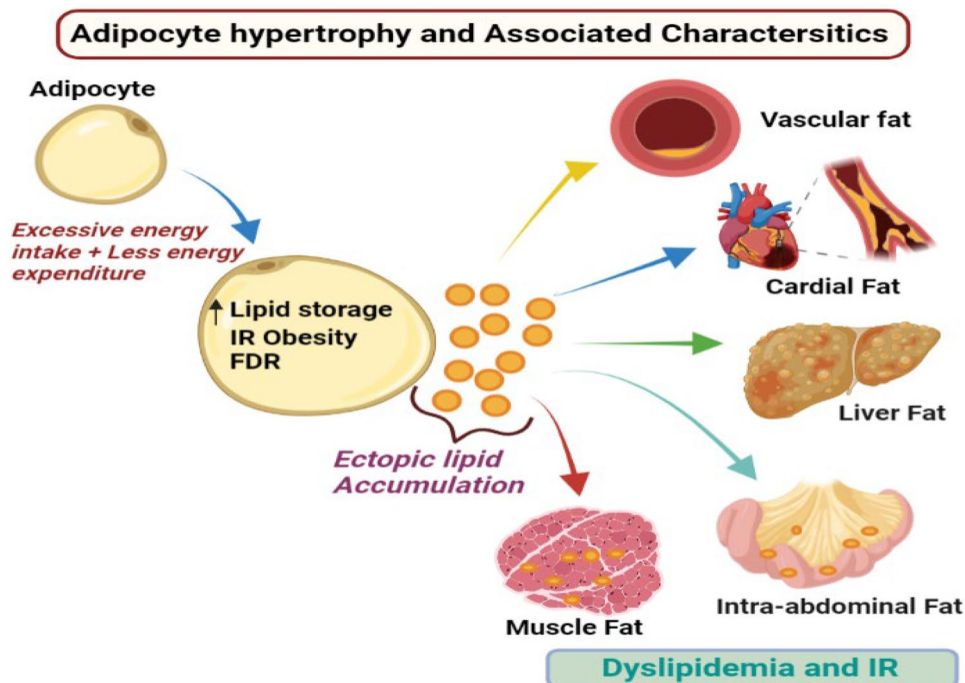 Adipocyte hypertrophy and Associated Charactersitics
Adipocyte
Excessive energy
intake + Less energy
expenditure
↑ Lipid storage
IR Obesity
FDR
Ectopic lipid
Accumulation
Vascular fat
Cardial Fat
Liver Fat
Intra-abdominal Fat
Muscle Fat
Dyslipidemia and IR